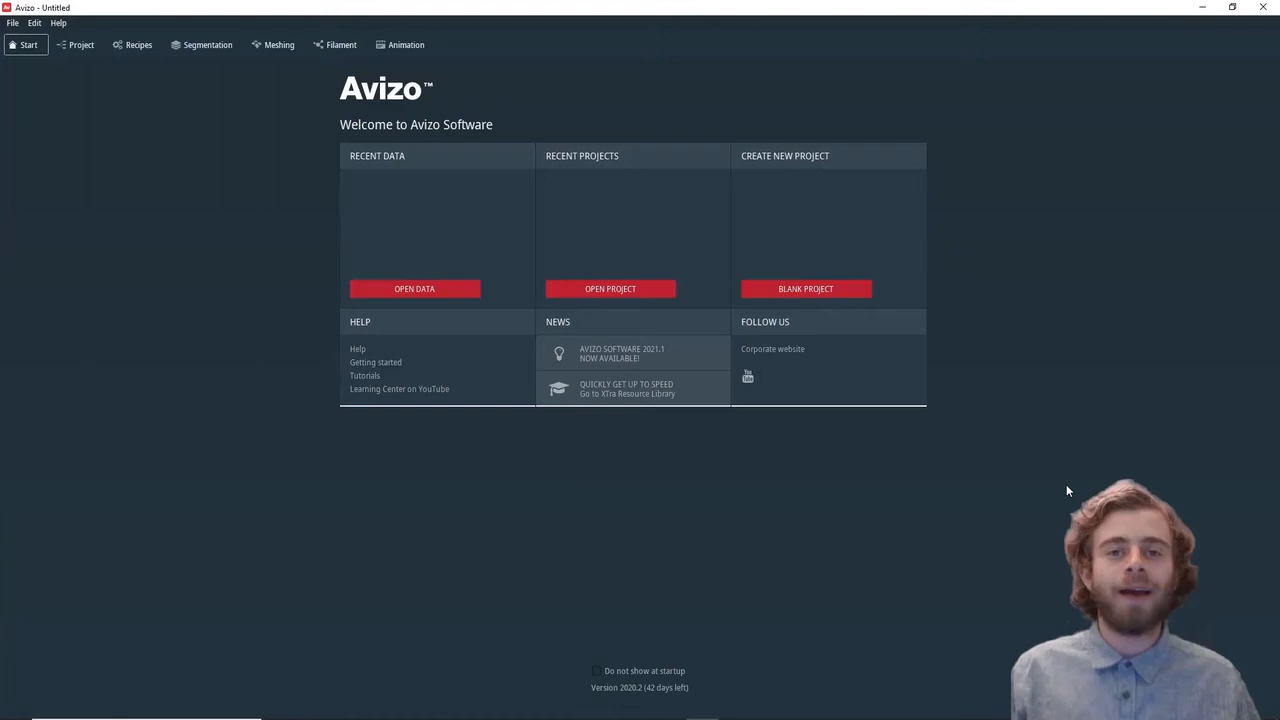 Avizo - Untitled
File Edit Help
Start Project Recipes Segmentation Meshing Filament Animation
Avizo™
Welcome to Avizo Software
RECENT DATA RECENT PROJECTS CREATE NEW PROJECT
OPEN DATA OPEN PROJECT BLANK PROJECT
HELP NEWS FOLLOW US
Help
Getting started
Tutorials
Learning Center on YouTube
AVIZO SOFTWARE 2021.1
NOW AVAILABLE!
QUICKLY GET UP TO SPEED
Go to XTra Resource Library
Corporate website
You
Tube
Do not show at startup
Version 2020.2 (42 days left)